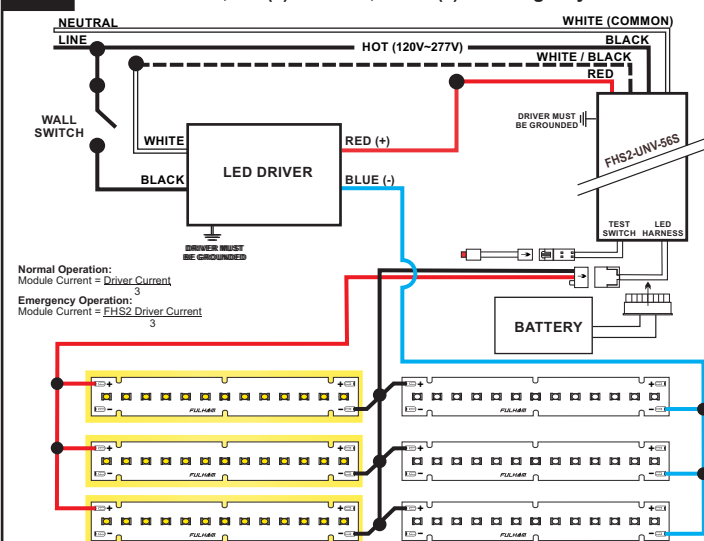 NEUTRAL
WHITE (COMMON)
LINE
BLACK
HOT (120V~277V)
WHITE / BLACK
RED
WALL
SWITCH
DRIVER MUST
BE GROUNDED
FHS2-UNV-56S
WHITE
RED (+)
LED DRIVER
BLACK
BLUE (-)
DRIVER MUST
BE GROUNDED
TEST
SWITCH
LED
HARNESS
Normal Operation:
Module Current = Driver Current
3
Emergency Operation:
Module Current = FHS2 Driver Current
3
BATTERY
+ +
- -
FULHAM
+ +
- -
FULHAM
+ +
- -
FULHAM
+ +
- -
FULHAM
+ +
- -
FULHAM
+ +
- -
FULHAM